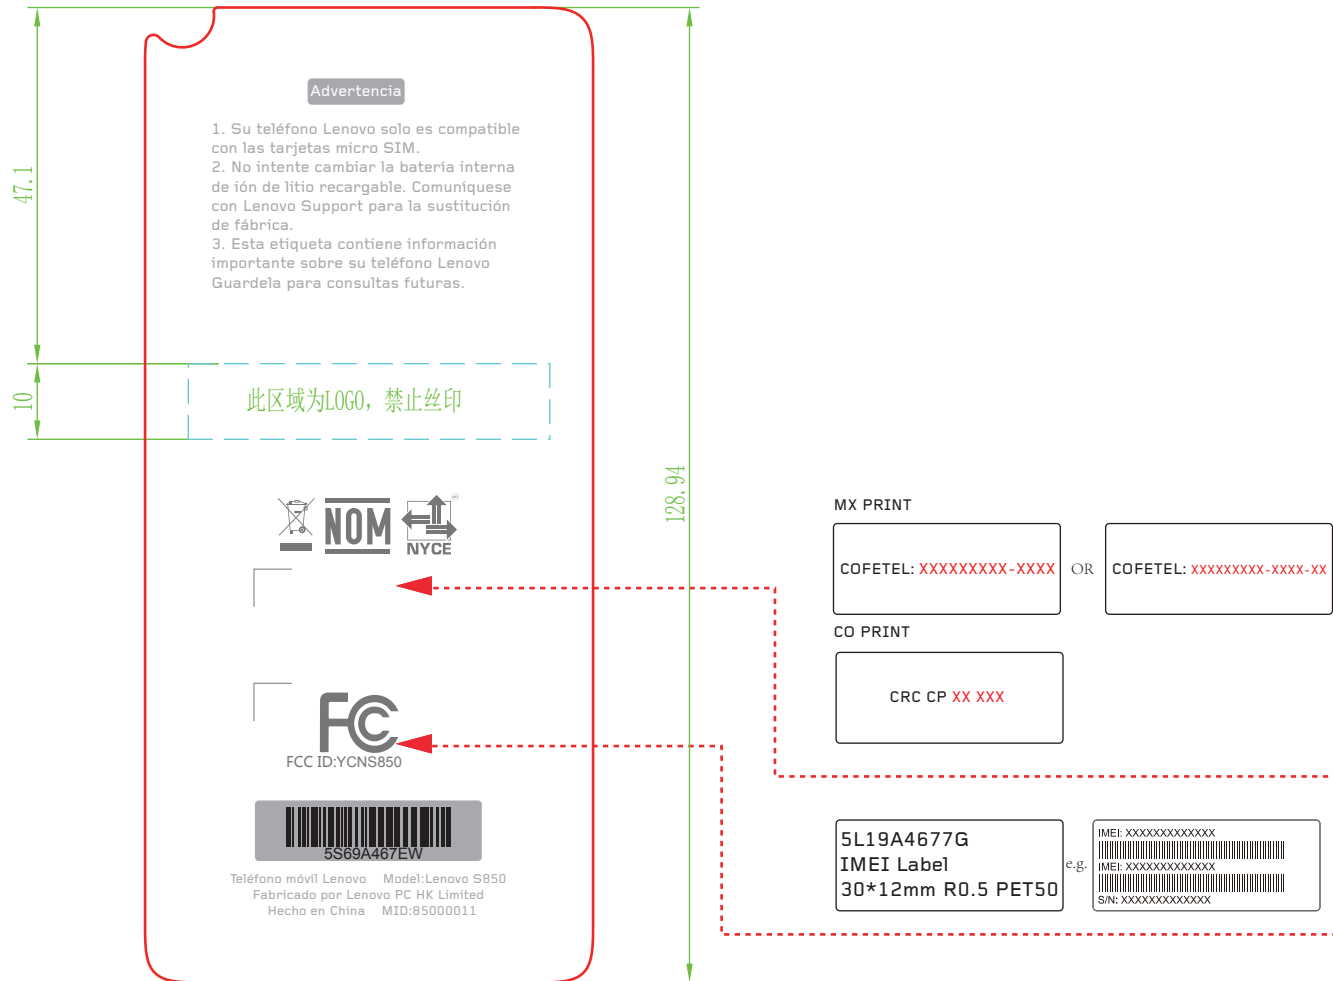 Advertencia
1. Su teléfono Lenovo solo es compatible
con las tarjetas micro SIM.
2. No intente cambiar la batería interna
de ión de litio recargable. Comuníquese
con Lenovo Support para la sustitución
de fábrica.
3. Esta etiqueta contiene información
importante sobre su teléfono Lenovo
Guardela para consultas futuras.
47.1
10
此区域为LOGO，禁止丝印
128.94
NOM
NYCE
FC
FCC ID:YCNS850
5S69A467EW
Teléfono móvil Lenovo Model:Lenovo S850
Fabricado por Lenovo PC HK Limited
Hecho en China MID:85000011
MX PRINT
COFETEL: XXXXXXXXX-XXXX
OR
COFETEL: XXXXXXXXX-XXXX-XX
CO PRINT
CRC CP XX XXX
5L19A4677G
IMEI Label
30*12mm R0.5 PET50
e.g.
IMEI: XXXXXXXXXXXXX
IMEI: XXXXXXXXXXXXX
S/N: XXXXXXXXXXXXX